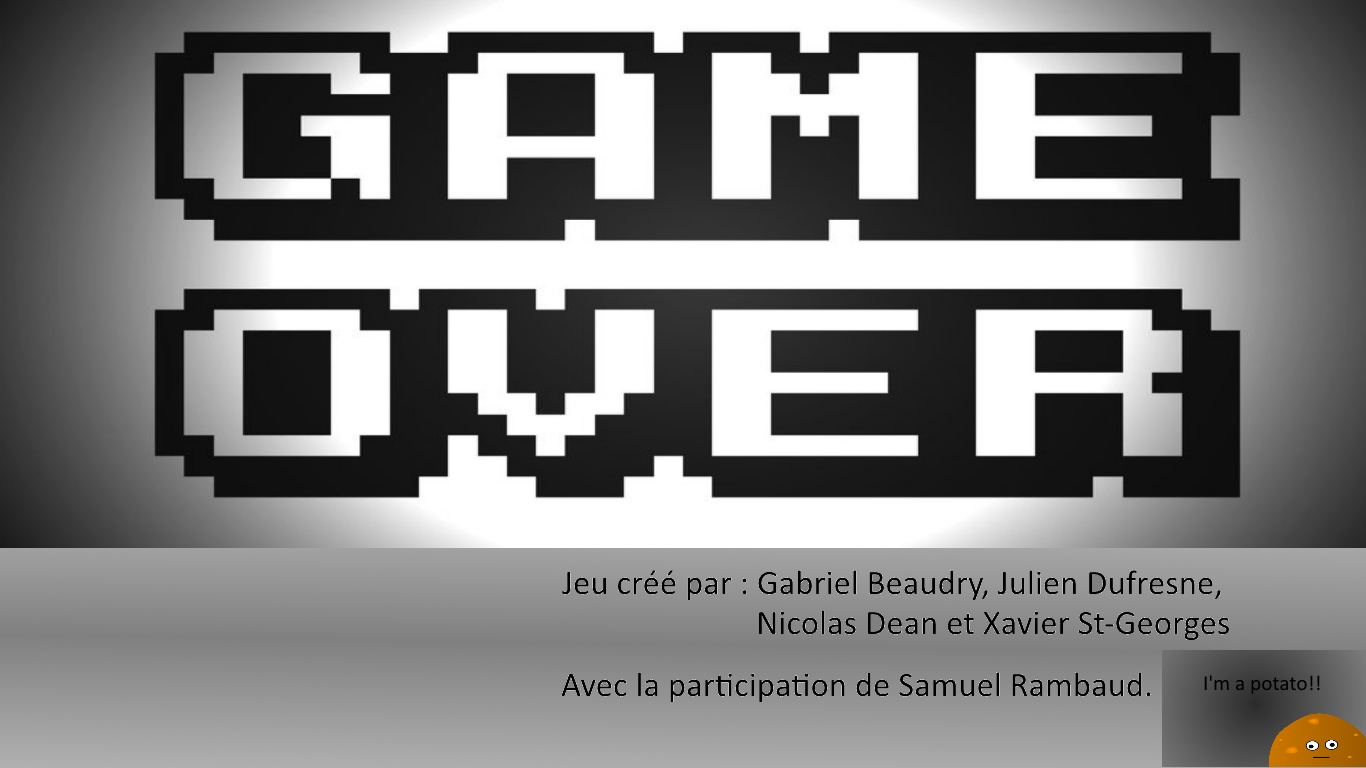 GAME
OVER
Jeu créé par : Gabriel Beaudry, Julien Dufresne,
Nicolas Dean et Xavier St-Georges
Avec la participation de Samuel Rambaud.
I'm a potato!!